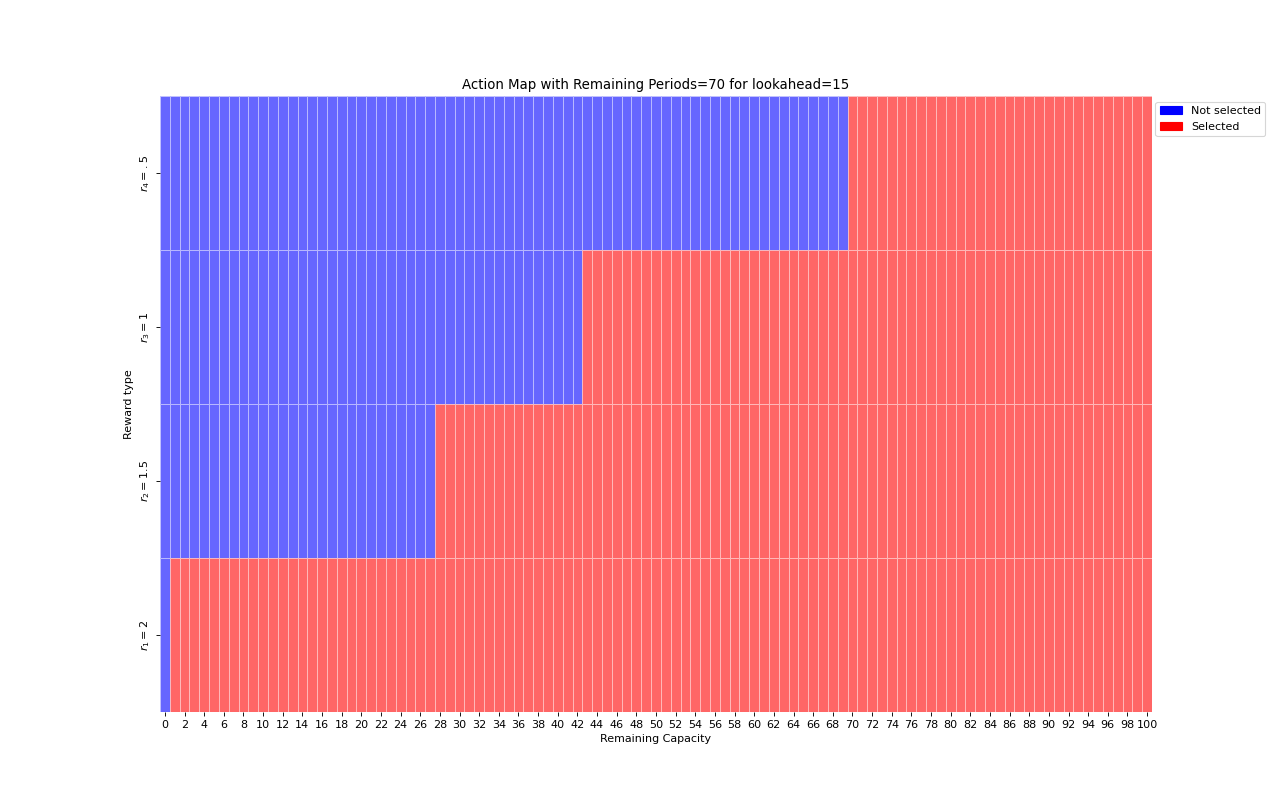 Action Map with Remaining Periods=70 for lookahead=15
Not selected
Selected
r₄ = .5
r₃ = 1
r₂ = 1.5
r₁ = 2
Reward type
0 2 4 6 8 10 12 14 16 18 20 22 24 26 28 30 32 34 36 38 40 42 44 46 48 50 52 54 56 58 60 62 64 66 68 70 72 74 76 78 80 82 84 86 88 90 92 94 96 98 100
Remaining Capacity